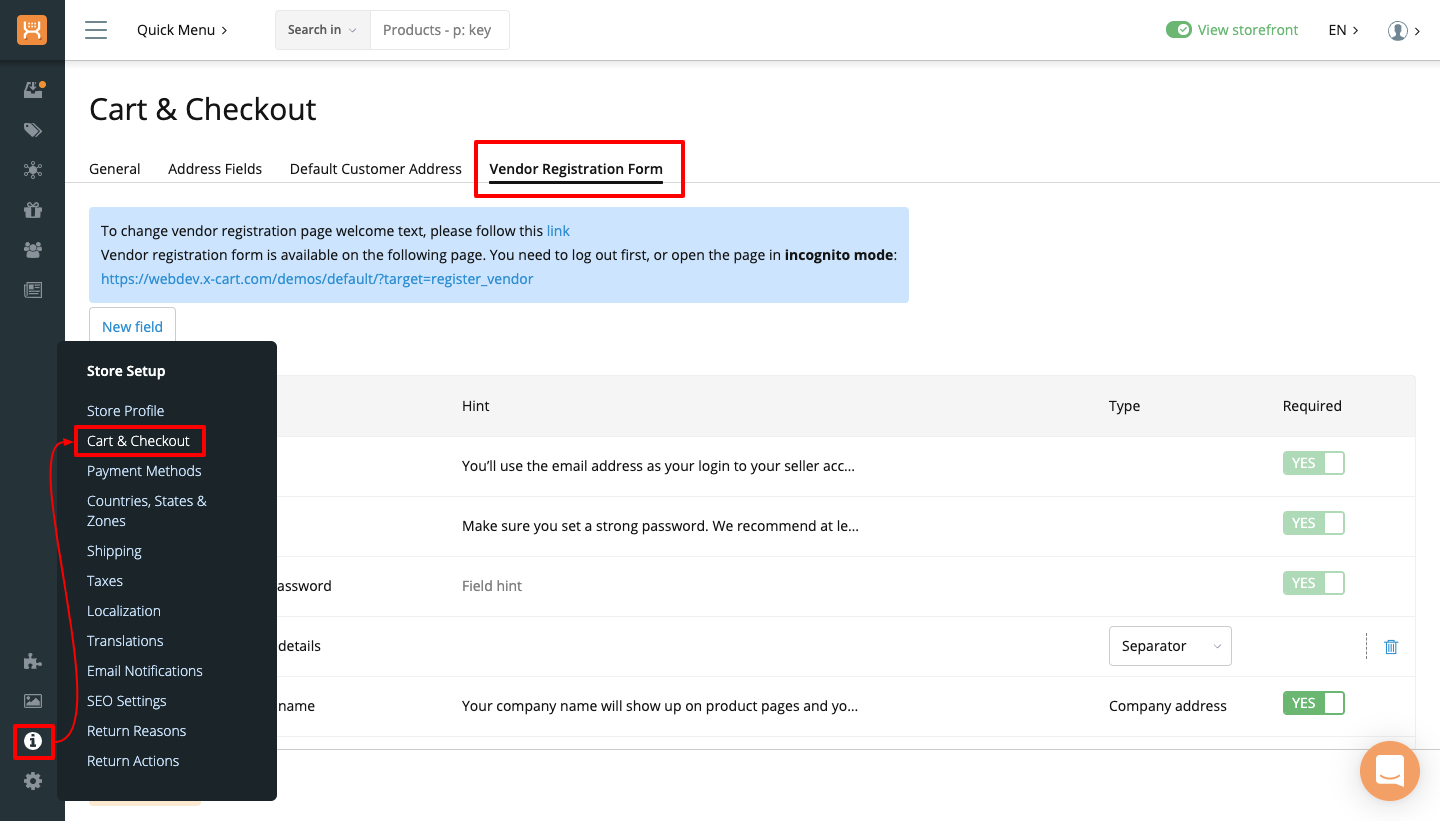 Quick Menu
Search in
Products - p: key
View storefront
EN
Cart & Checkout
General
Address Fields
Default Customer Address
Vendor Registration Form
To change vendor registration page welcome text, please follow this link
Vendor registration form is available on the following page. You need to log out first, or open the page in incognito mode:
https://webdev.x-cart.com/demos/default/?target=register_vendor
New field
Store Setup
Store Profile
Cart & Checkout
Payment Methods
Countries, States &
Zones
Shipping
Taxes
Localization
Translations
Email Notifications
SEO Settings
Return Reasons
Return Actions
Hint
Type
Required
You'll use the email address as your login to your seller acc...
YES
Make sure you set a strong password. We recommend at le...
YES
assword
Field hint
YES
details
Separator
name
Your company name will show up on product pages and yo...
Company address
YES